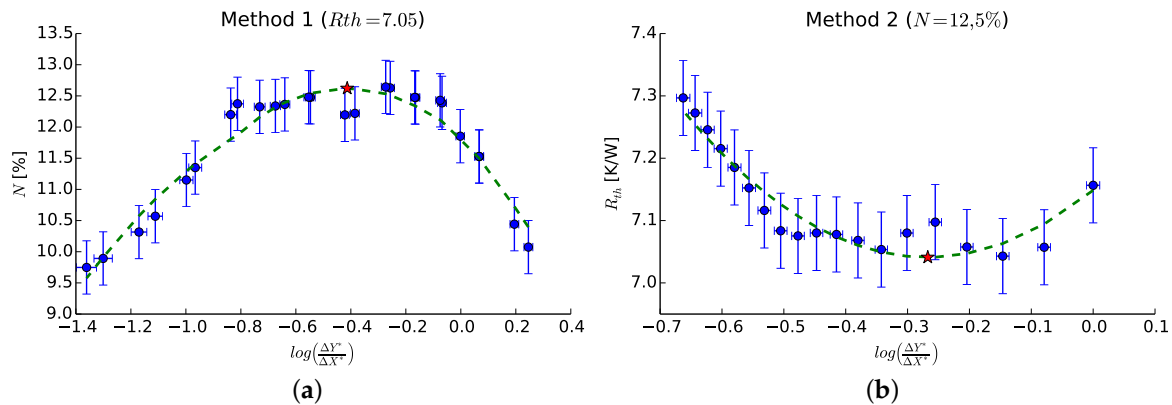 Method 1 (Rth=7.05)
13.5
13.0
12.5
12.0
11.5
11.0
10.5
10.0
9.5
9.0
N [%]
−1.4 −1.2 −1.0 −0.8 −0.6 −0.4 −0.2 0.0 0.2 0.4
log(ΔY*/ΔX*)
(a)
Method 2 (N=12,5%)
7.4
7.3
7.2
7.1
7.0
R_th [K/W]
−0.7 −0.6 −0.5 −0.4 −0.3 −0.2 −0.1 0.0 0.1
log(ΔY*/ΔX*)
(b)